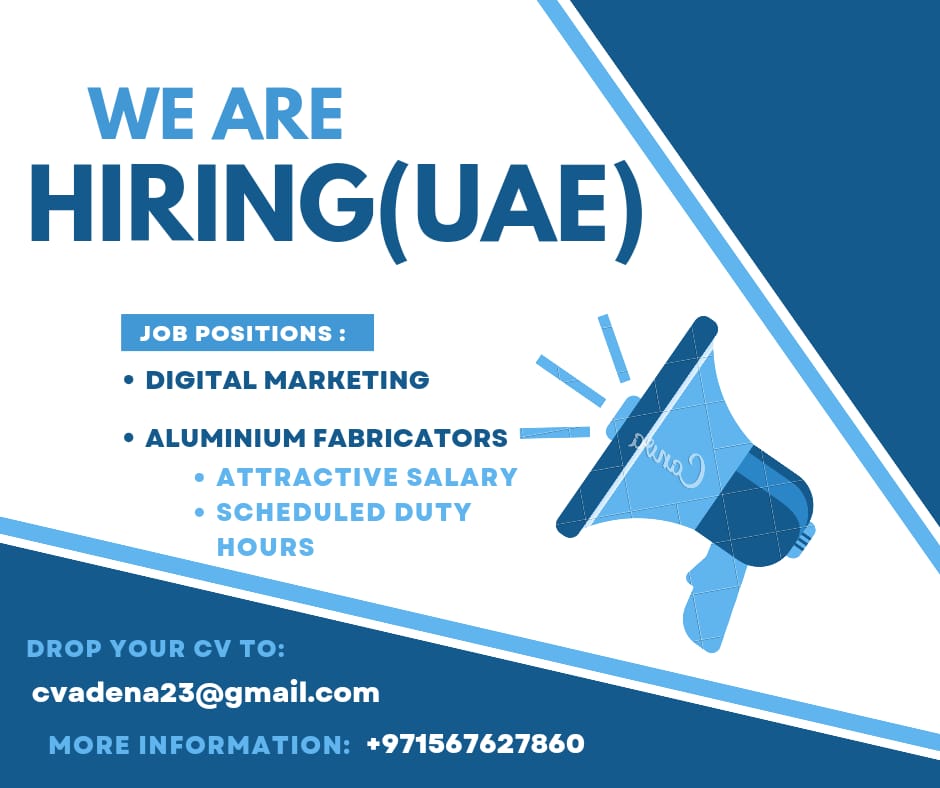 WE ARE
HIRING(UAE)
JOB POSITIONS :
• DIGITAL MARKETING
• ALUMINIUM FABRICATORS
• ATTRACTIVE SALARY
• SCHEDULED DUTY
HOURS
Canva
DROP YOUR CV TO:
cvadena23@gmail.com
MORE INFORMATION: +971567627860